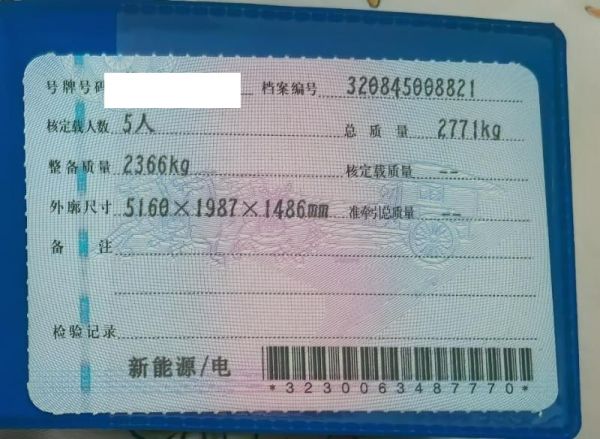 号牌号码 档案编号 320845008821
核定载人数 5人 总质量 2771kg
整备质量 2366kg 核定载质量 --
外廓尺寸 5160×1987×1486mm 准牵引总质量 --
备注
检验记录
新能源/电
*3230063487770*